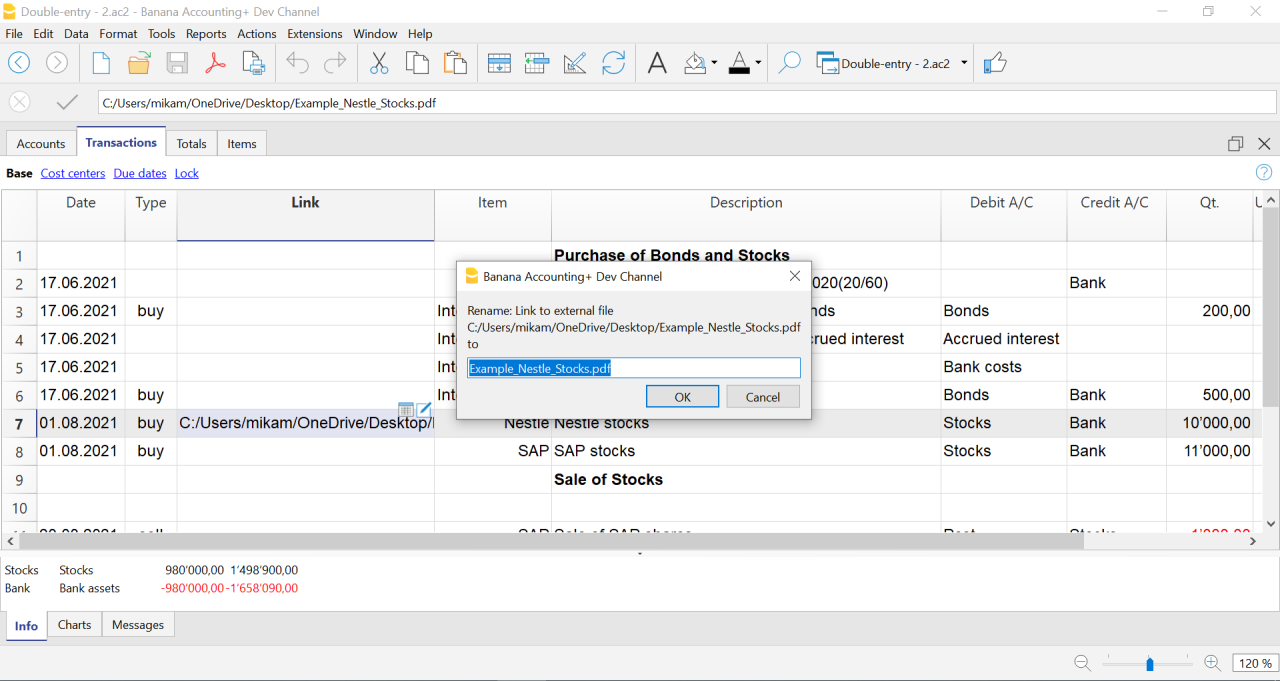 Double-entry - 2.ac2 - Banana Accounting+ Dev Channel
File Edit Data Format Tools Reports Actions Extensions Window Help
Double-entry - 2.ac2
C:/Users/mikam/OneDrive/Desktop/Example_Nestle_Stocks.pdf
Accounts Transactions Totals Items
Base Cost centers Due dates Lock
Date Type Link Item Description Debit A/C Credit A/C Qt.
1 Purchase of Bonds and Stocks
2 17.06.2021 020(20/60) Bank
3 17.06.2021 buy Int nds Bonds 200,00
4 17.06.2021 Int rued interest Accrued interest
5 17.06.2021 Int Bank costs
6 17.06.2021 buy Int Bonds Bank 500,00
7 01.08.2021 buy C:/Users/mikam/OneDrive/Desktop/ Nestle Nestle stocks Stocks Bank 10'000,00
8 01.08.2021 buy SAP SAP stocks Stocks Bank 11'000,00
9 Sale of Stocks
10
Banana Accounting+ Dev Channel
Rename: Link to external file
C:/Users/mikam/OneDrive/Desktop/Example_Nestle_Stocks.pdf
to
Example_Nestle_Stocks.pdf
OK Cancel
Stocks Stocks 980'000,00 1'498'900,00
Bank Bank assets -980'000,00 -1'658'090,00
Info Charts Messages
120 %